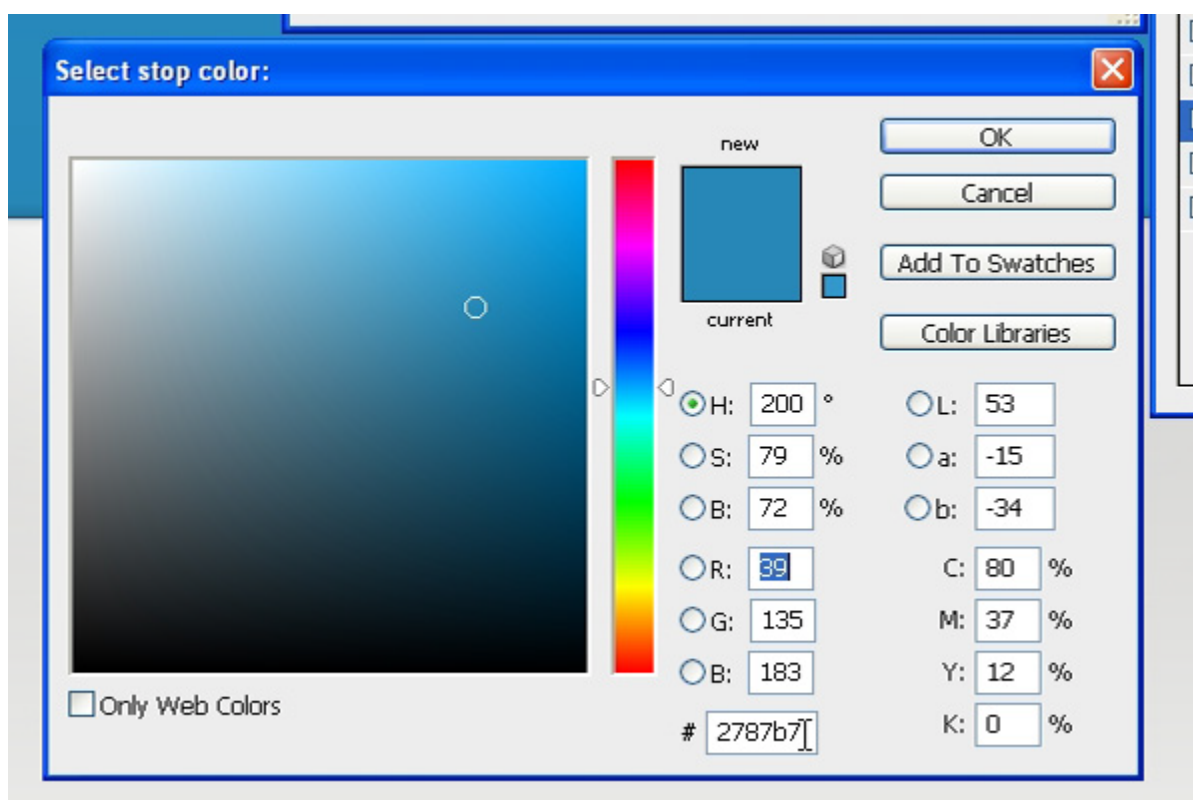 Select stop color:
new
OK
Cancel
Add To Swatches
current
Color Libraries
H: 200 ° L: 53
S: 79 % a: -15
B: 72 % b: -34
R: 39 C: 80 %
G: 135 M: 37 %
B: 183 Y: 12 %
Only Web Colors
# 2787b7 K: 0 %